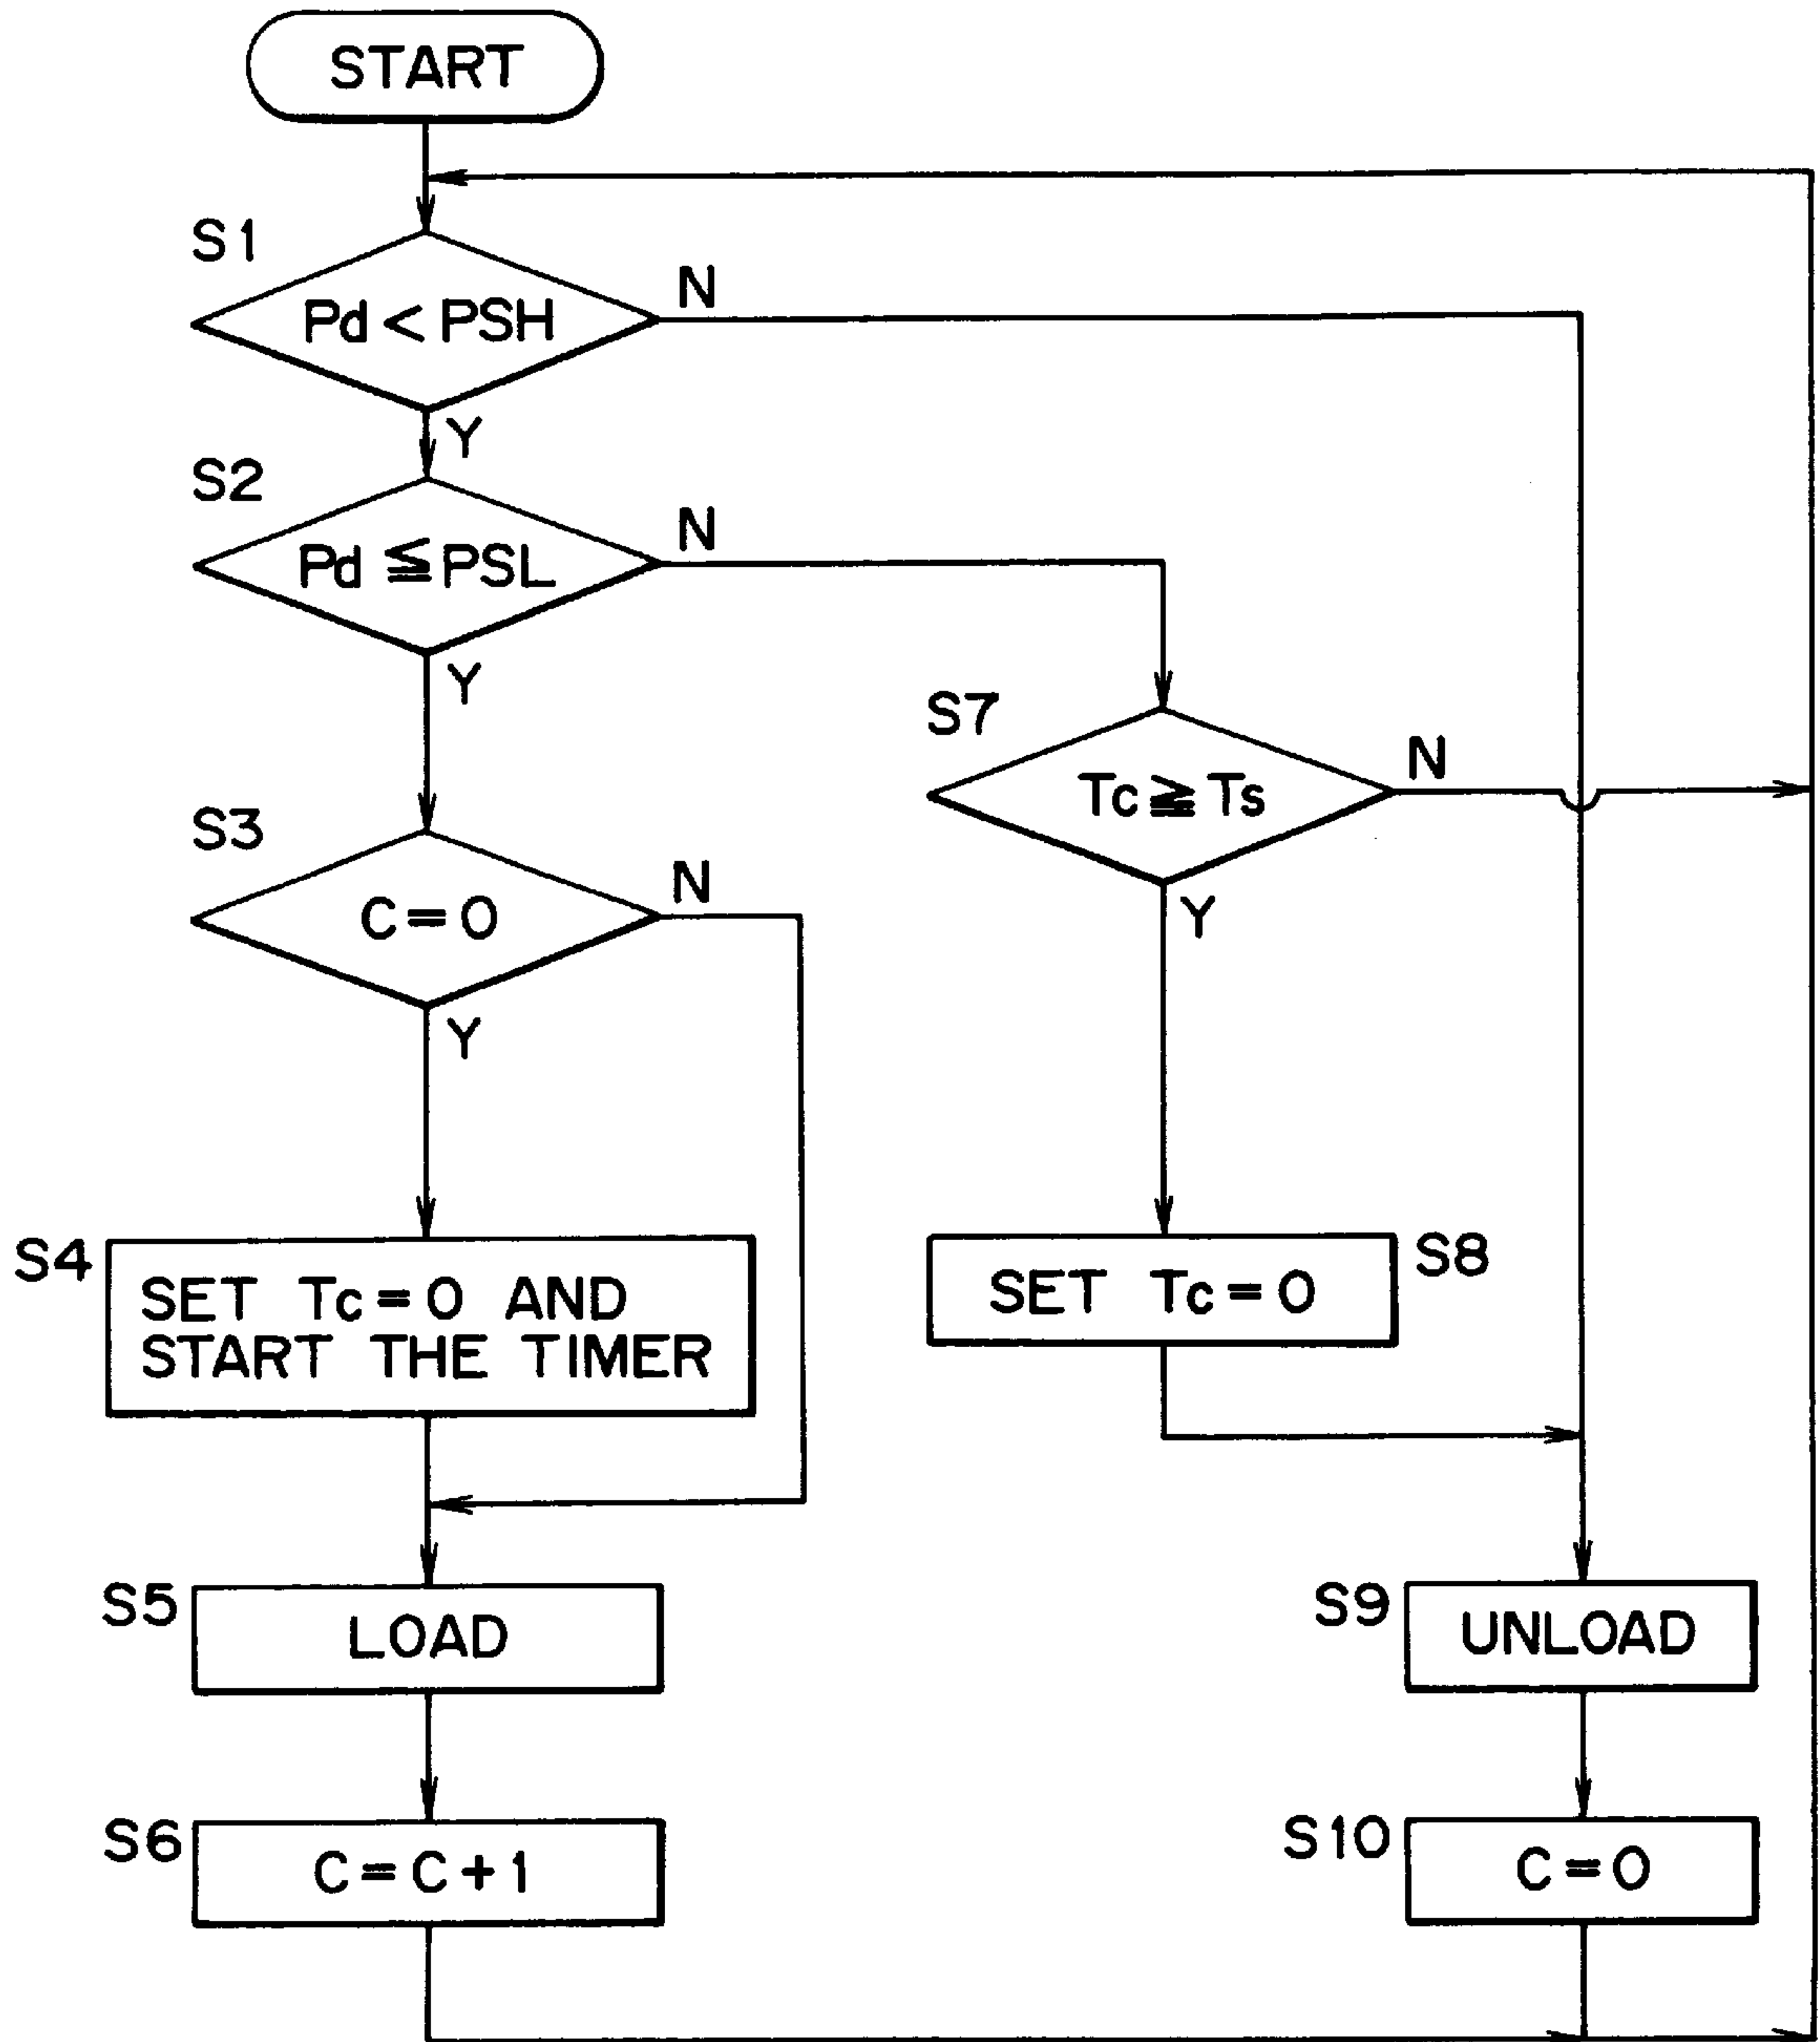 START
S1
Pd < PSH
N
Y
S2
Pd ≦ PSL
N
Y
S7
Tc ≧ Ts
N
Y
S3
C = 0
N
Y
S4
SET Tc = 0 AND
START THE TIMER
SET Tc = 0
S8
S5
LOAD
S9
UNLOAD
S6
C = C + 1
S10
C = 0